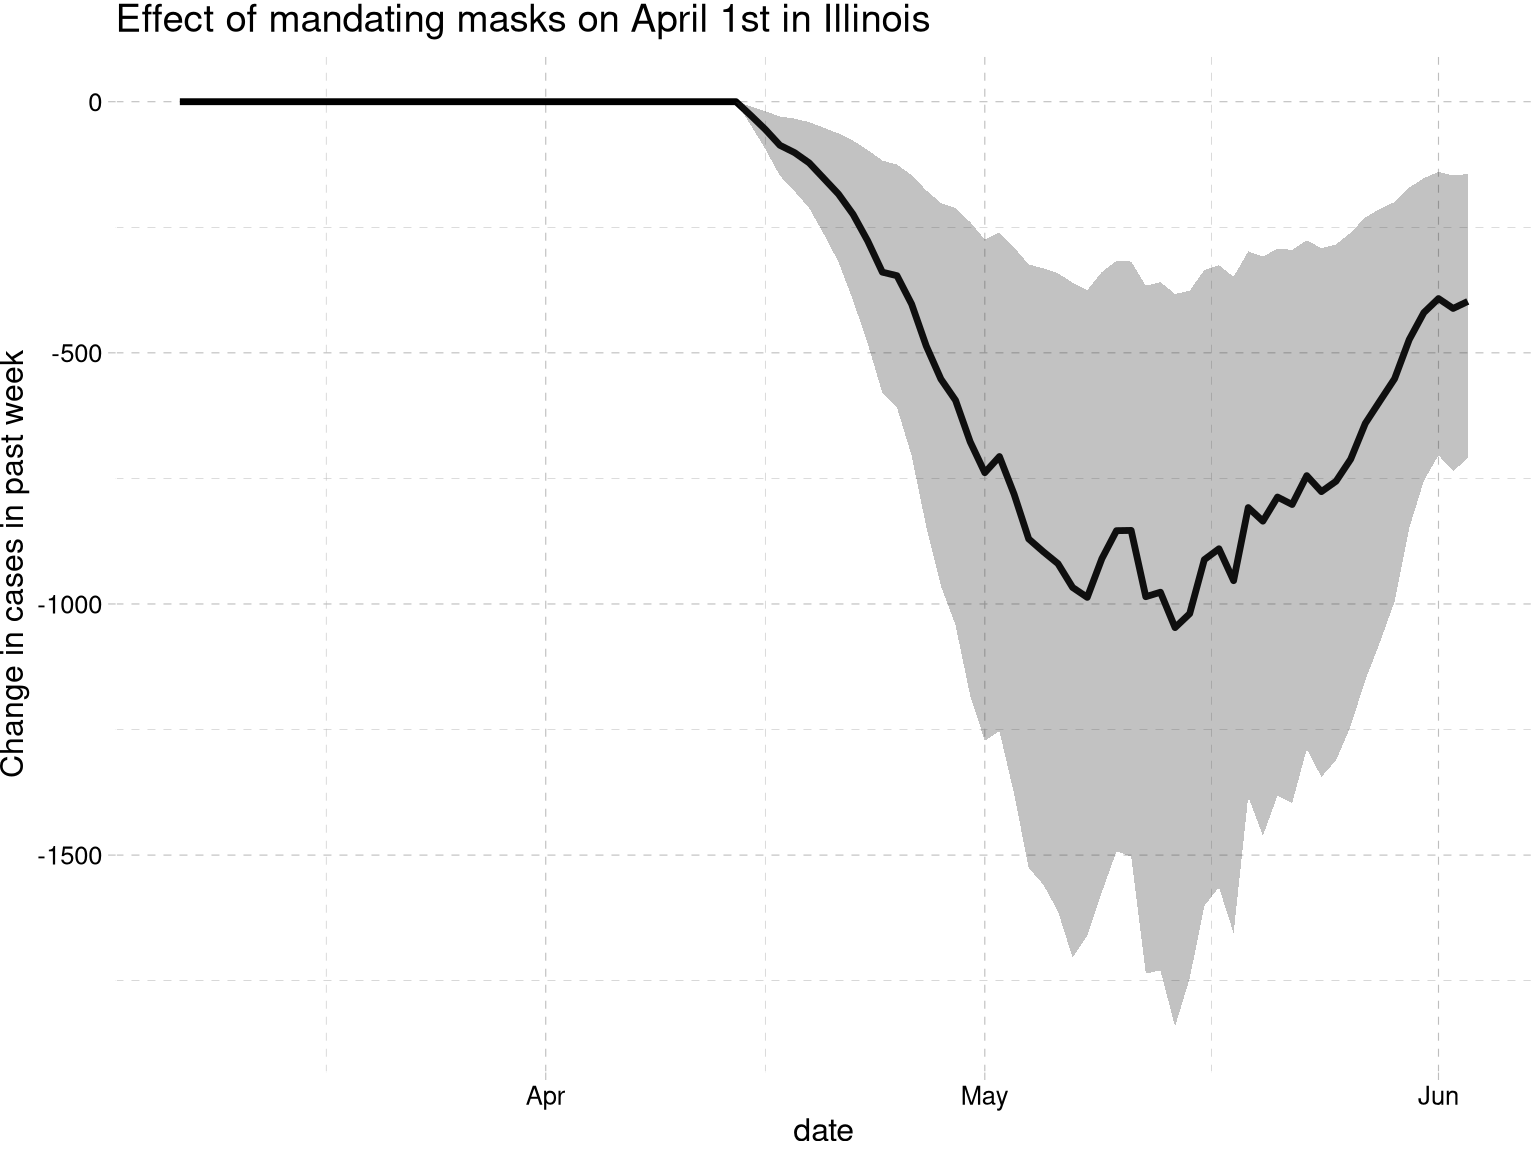 Effect of mandating masks on April 1st in Illinois
Change in cases in past week
0
-500
-1000
-1500
Apr
May
Jun
date